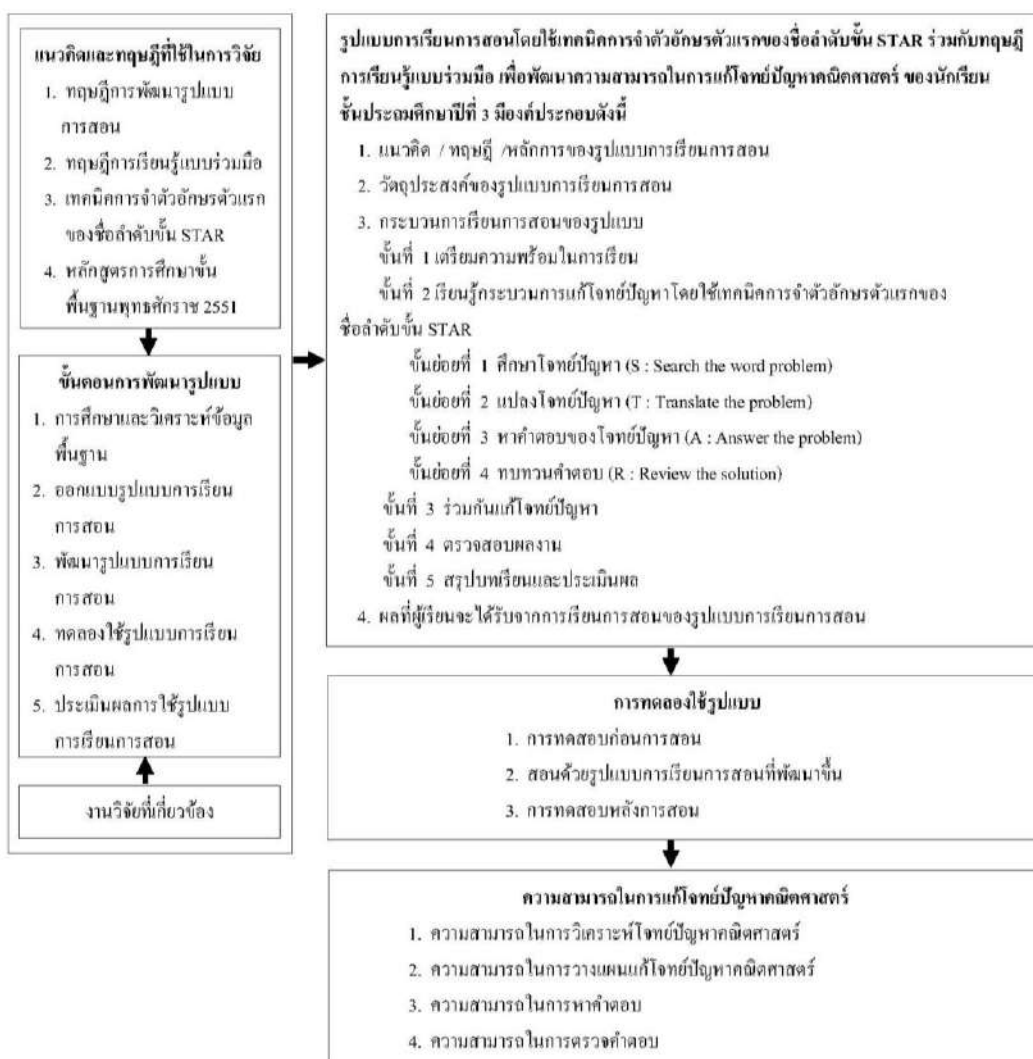 แนวคิดและทฤษฎีที่ใช้ในการวิจัย
1. ทฤษฎีการพัฒนารูปแบบ
การสอน
2. ทฤษฎีการเรียนรู้แบบร่วมมือ
3. เทคนิคการจำตัวอักษรตัวแรก
ของชื่อลำดับขั้น STAR
4. หลักสูตรการศึกษาขั้น
พื้นฐานพุทธศักราช 2551
ขั้นตอนการพัฒนารูปแบบ
1. การศึกษาและวิเคราะห์ข้อมูล
พื้นฐาน
2. ออกแบบรูปแบบการเรียน
การสอน
3. พัฒนารูปแบบการเรียน
การสอน
4. ทดลองใช้รูปแบบการเรียน
การสอน
5. ประเมินผลการใช้รูปแบบ
การเรียนการสอน
งานวิจัยที่เกี่ยวข้อง
รูปแบบการเรียนการสอนโดยใช้เทคนิคการจำตัวอักษรตัวแรกของชื่อลำดับขั้น STAR ร่วมกับทฤษฎี
การเรียนรู้แบบร่วมมือ เพื่อพัฒนาความสามารถในการแก้โจทย์ปัญหาคณิตศาสตร์ ของนักเรียน
ชั้นประถมศึกษาปีที่ 3 มีองค์ประกอบดังนี้
1. แนวคิด / ทฤษฎี /หลักการของรูปแบบการเรียนการสอน
2. วัตถุประสงค์ของรูปแบบการเรียนการสอน
3. กระบวนการเรียนการสอนของรูปแบบ
ขั้นที่ 1 เตรียมความพร้อมในการเรียน
ขั้นที่ 2 เรียนรู้กระบวนการแก้โจทย์ปัญหาโดยใช้เทคนิคการจำตัวอักษรตัวแรกของ
ชื่อลำดับขั้น STAR
ขั้นย่อยที่ 1 ศึกษาโจทย์ปัญหา (S : Search the word problem)
ขั้นย่อยที่ 2 แปลงโจทย์ปัญหา (T : Translate the problem)
ขั้นย่อยที่ 3 หาคำตอบของโจทย์ปัญหา (A : Answer the problem)
ขั้นย่อยที่ 4 ทบทวนคำตอบ (R : Review the solution)
ขั้นที่ 3 ร่วมกันแก้โจทย์ปัญหา
ขั้นที่ 4 ตรวจสอบผลงาน
ขั้นที่ 5 สรุปบทเรียนและประเมินผล
4. ผลที่ผู้เรียนจะได้รับจากการเรียนการสอนของรูปแบบการเรียนการสอน
การทดลองใช้รูปแบบ
1. การทดสอบก่อนการสอน
2. สอนด้วยรูปแบบการเรียนการสอนที่พัฒนาขึ้น
3. การทดสอบหลังการสอน
ความสามารถในการแก้โจทย์ปัญหาคณิตศาสตร์
1. ความสามารถในการวิเคราะห์โจทย์ปัญหาคณิตศาสตร์
2. ความสามารถในการวางแผนแก้โจทย์ปัญหาคณิตศาสตร์
3. ความสามารถในการหาคำตอบ
4. ความสามารถในการตรวจคำตอบ